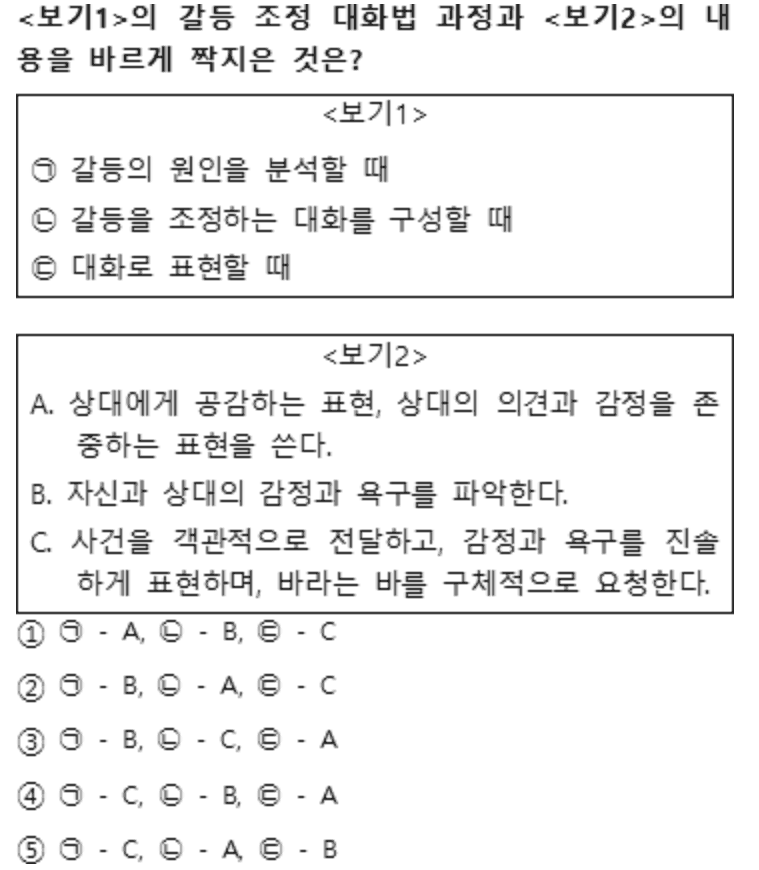 <보기1>의 갈등 조정 대화법 과정과 <보기2>의 내
용을 바르게 짝지은 것은?
<보기1>
㉠ 갈등의 원인을 분석할 때
㉡ 갈등을 조정하는 대화를 구성할 때
㉢ 대화로 표현할 때
<보기2>
A. 상대에게 공감하는 표현, 상대의 의견과 감정을 존
중하는 표현을 쓴다.
B. 자신과 상대의 감정과 욕구를 파악한다.
C. 사건을 객관적으로 전달하고, 감정과 욕구를 진솔
하게 표현하며, 바라는 바를 구체적으로 요청한다.
① ㉠ - A, ㉡ - B, ㉢ - C
② ㉠ - B, ㉡ - A, ㉢ - C
③ ㉠ - B, ㉡ - C, ㉢ - A
④ ㉠ - C, ㉡ - B, ㉢ - A
⑤ ㉠ - C, ㉡ - A, ㉢ - B